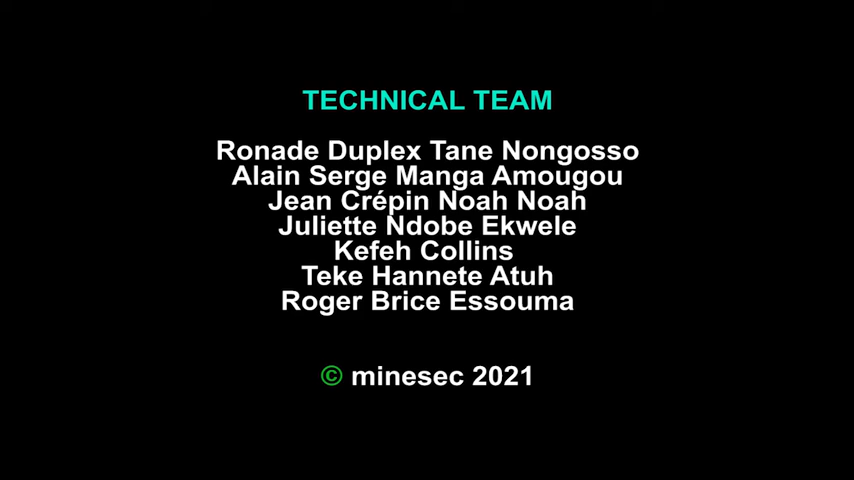 TECHNICAL TEAM
Ronade Duplex Tane Nongosso
Alain Serge Manga Amougou
Jean Crépin Noah Noah
Juliette Ndobe Ekwele
Kefeh Collins
Teke Hannete Atuh
Roger Brice Essouma
© minesec 2021